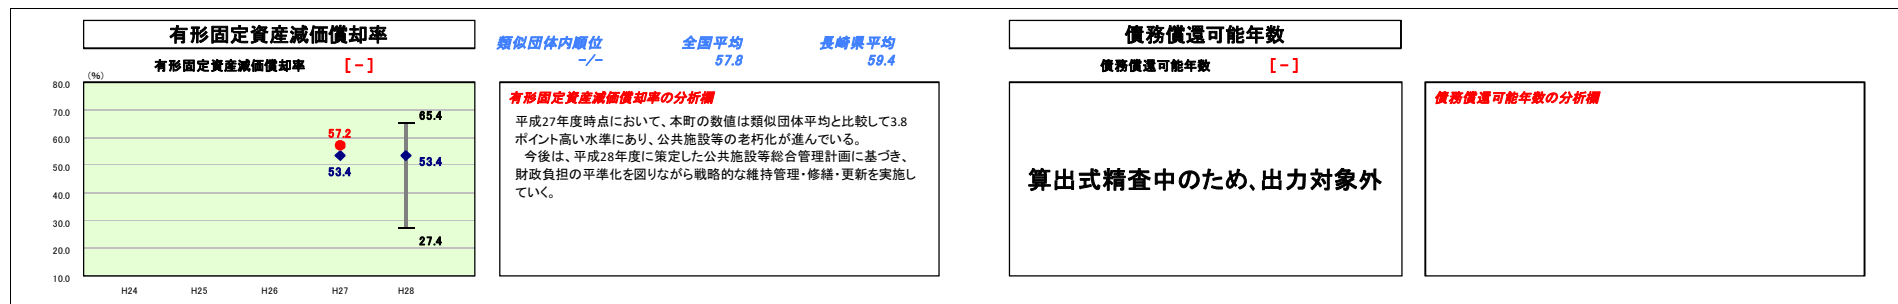 有形固定資産減価償却率
有形固定資産減価償却率 [-]
類似団体内順位
-/-
全国平均
57.8
長崎県平均
59.4
(%)
80.0
70.0
60.0
50.0
40.0
30.0
20.0
10.0
57.2
53.4
65.4
53.4
27.4
H24 H25 H26 H27 H28
有形固定資産減価償却率の分析欄
平成27年度時点において、本町の数値は類似団体平均と比較して3.8
ポイント高い水準にあり、公共施設等の老朽化が進んでいる。
今後は、平成28年度に策定した公共施設等総合管理計画に基づき、
財政負担の平準化を図りながら戦略的な維持管理・修繕・更新を実施し
ていく。
債務償還可能年数
債務償還可能年数 [-]
算出式精査中のため、出力対象外
債務償還可能年数の分析欄